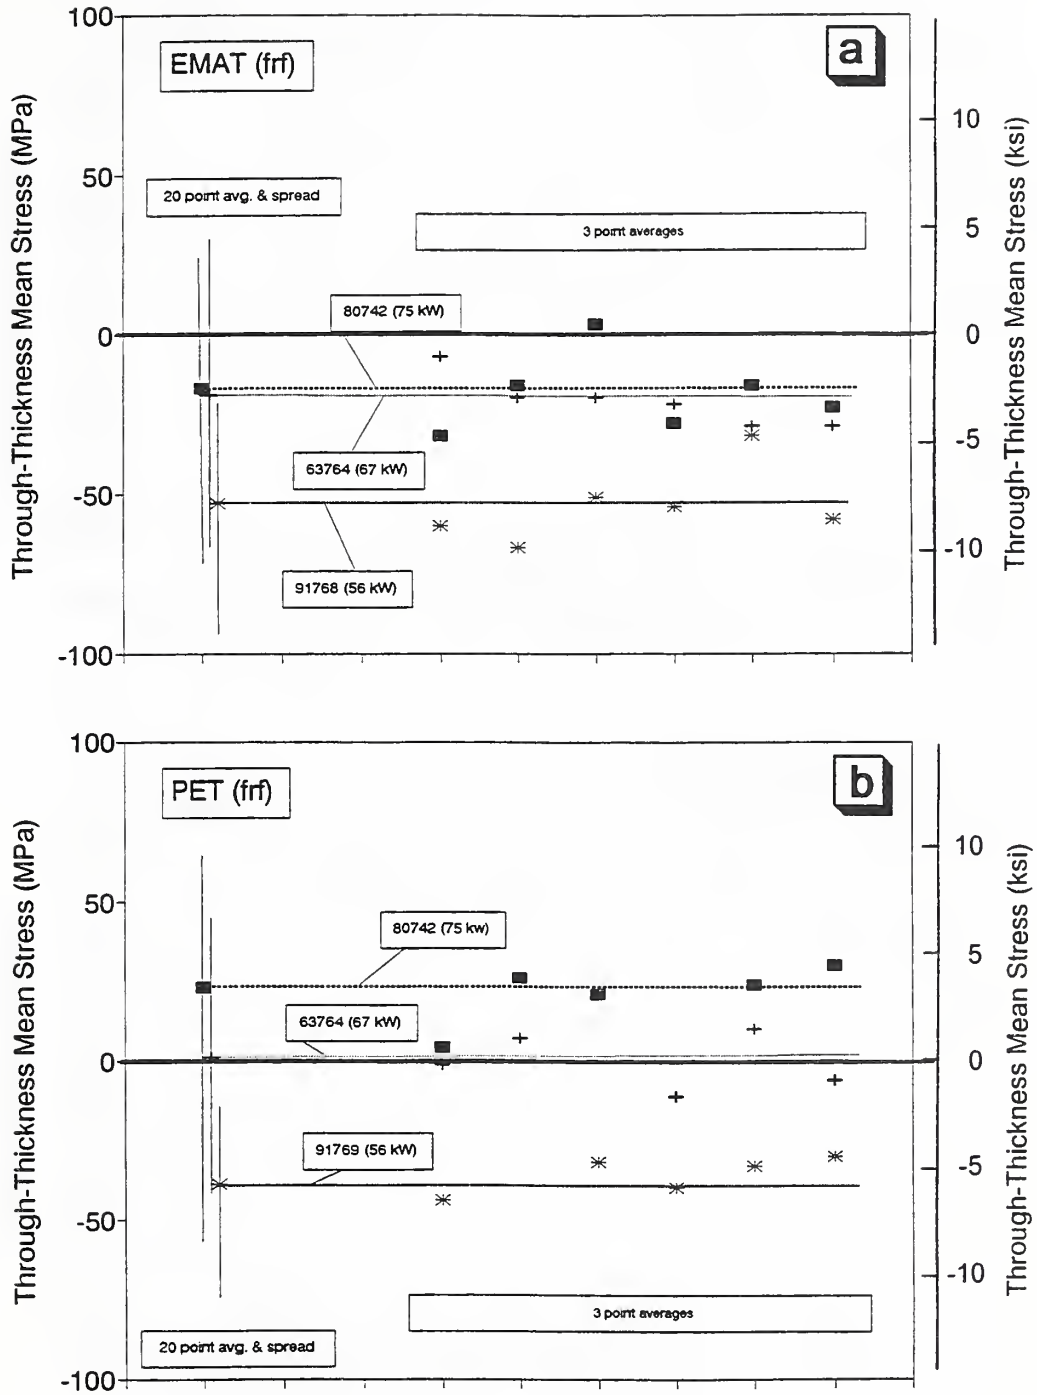 100
EMAT (frf)
a
10
50
20 point avg. & spread
3 point averages
5
80742 (75 kW)
0
0
63764 (67 kW)
-5
-50
91768 (56 kW)
-10
-100
Through-Thickness Mean Stress (MPa)
Through-Thickness Mean Stress (ksi)
100
PET (frf)
b
10
50
80742 (75 kw)
5
63764 (67 kW)
0
0
91769 (56 kW)
-5
-50
-10
3 point averages
20 point avg. & spread
-100
Through-Thickness Mean Stress (MPa)
Through-Thickness Mean Stress (ksi)